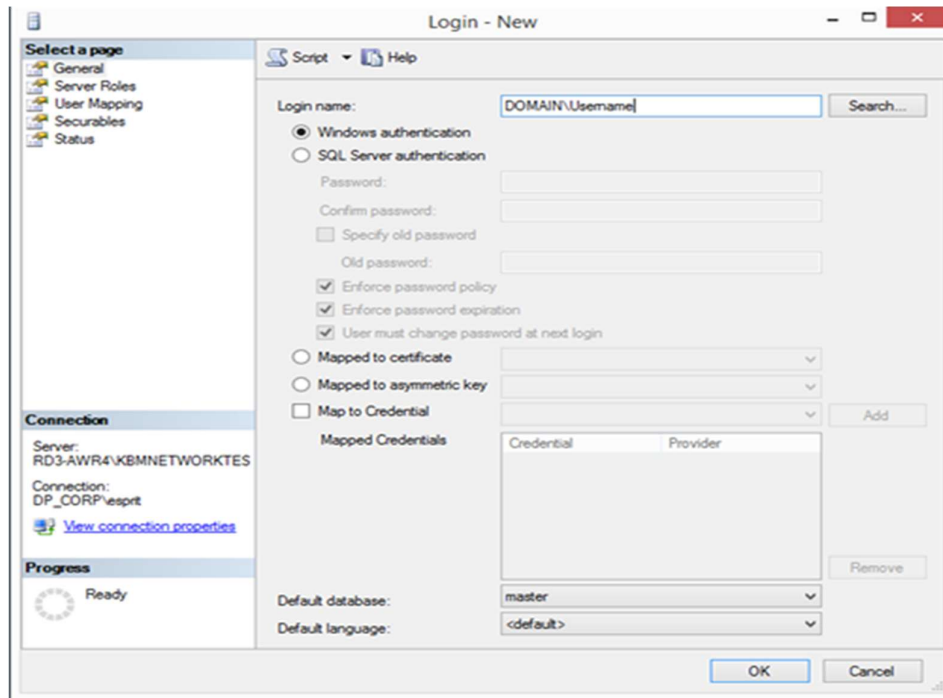 Login - New
Select a page
General
Server Roles
User Mapping
Securables
Status
Script Help
Login name: DOMAIN\Username Search...
Windows authentication
SQL Server authentication
Password:
Confirm password:
Specify old password
Old password:
Enforce password policy
Enforce password expiration
User must change password at next login
Mapped to certificate
Mapped to asymmetric key
Map to Credential Add
Mapped Credentials Credential Provider
Remove
Default database: master
Default language: <default>
Connection
Server:
RD3-AWR4\KBMNETWORKTES
Connection:
DP_CORP\esprit
View connection properties
Progress
Ready
OK Cancel